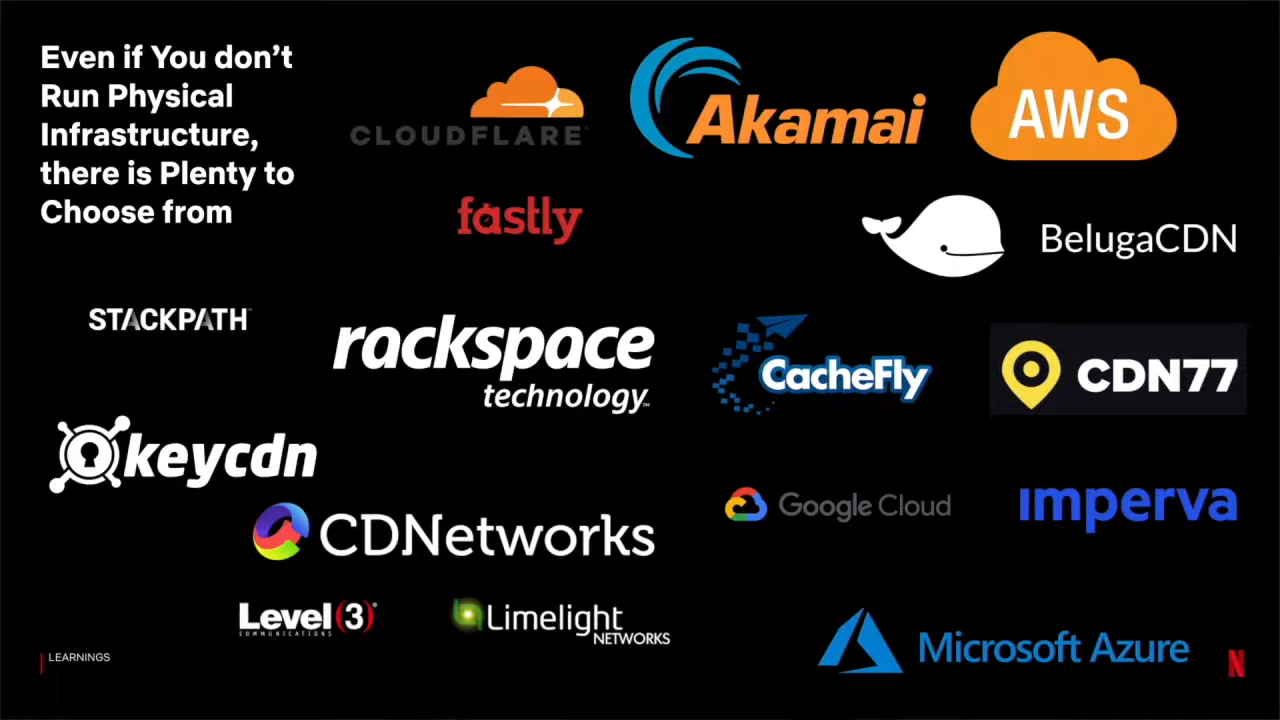 Even if You don't
Run Physical
Infrastructure,
there is Plenty to
Choose from
CLOUDFLARE
Akamai
AWS
fastly
BelugaCDN
STACKPATH
rackspace
technology™
CacheFly
CDN77
keycdn
Google Cloud
imperva
CDNetworks
Level(3)®
COMMUNICATIONS
Limelight
NETWORKS
Microsoft Azure
LEARNINGS
N